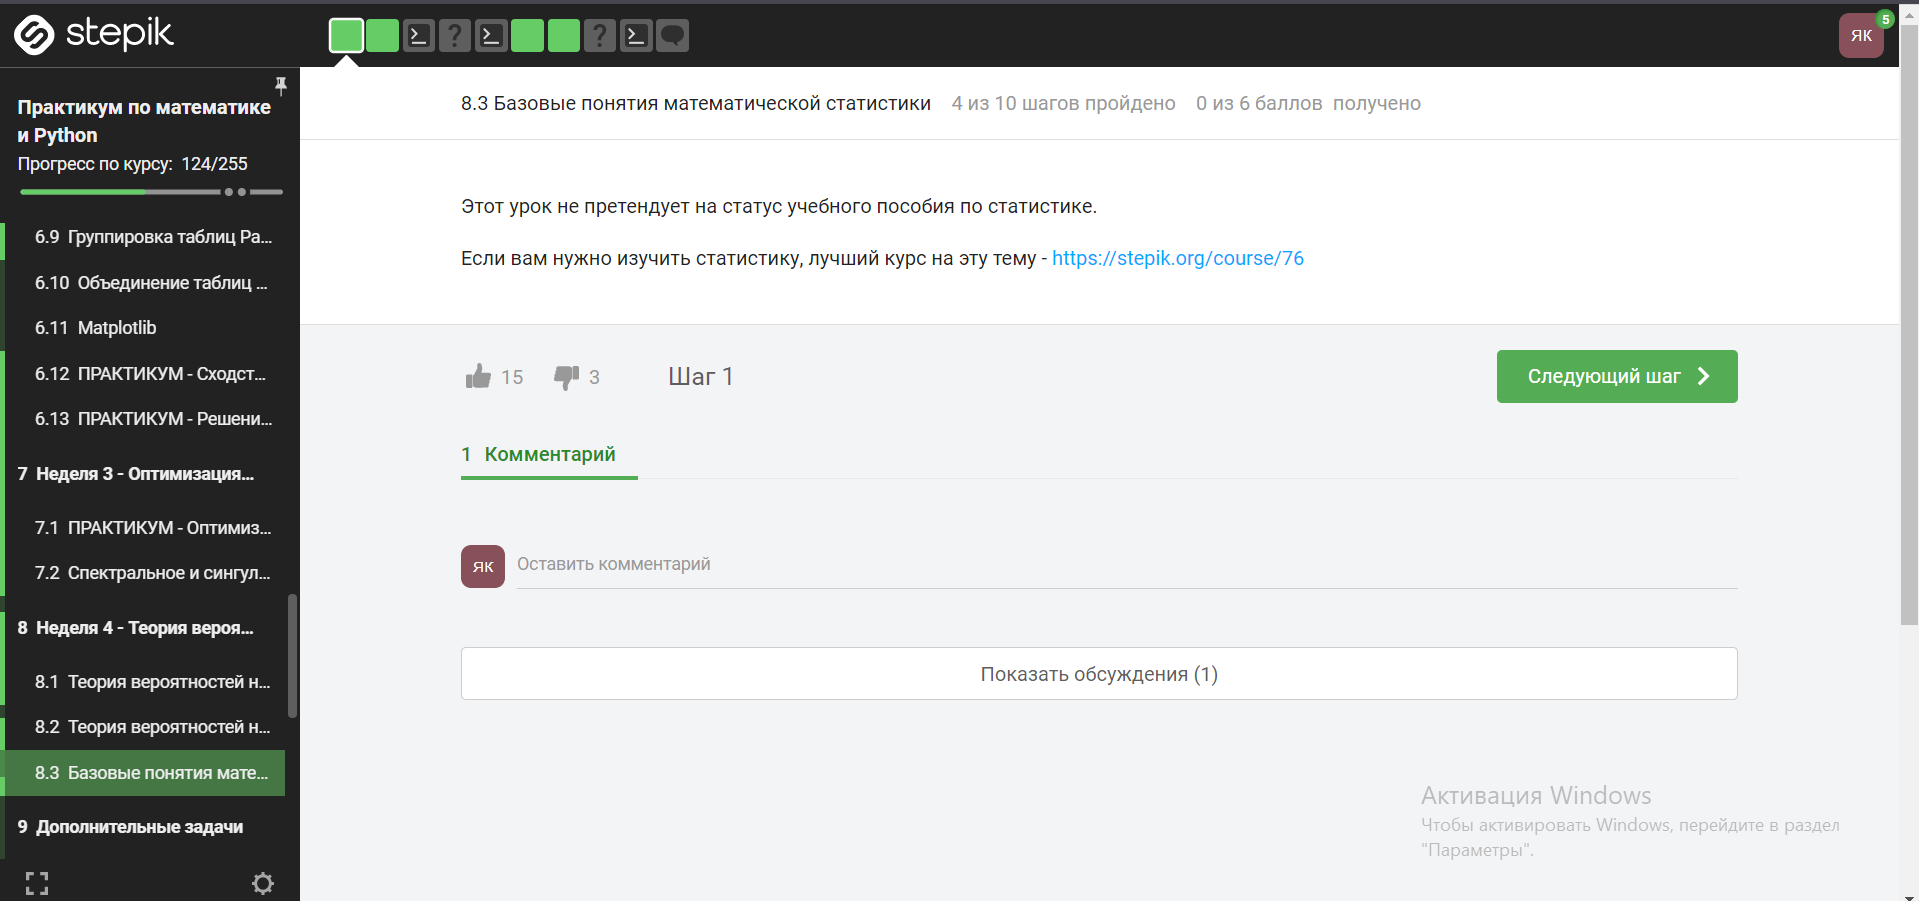 stepik
ЯК
5
Практикум по математике
и Python
Прогресс по курсу: 124/255
6.9 Группировка таблиц Pa...
6.10 Объединение таблиц ...
6.11 Matplotlib
6.12 ПРАКТИКУМ - Сходст...
6.13 ПРАКТИКУМ - Решени...
7 Неделя 3 - Оптимизация...
7.1 ПРАКТИКУМ - Оптимиз...
7.2 Спектральное и сингул...
8 Неделя 4 - Теория вероя...
8.1 Теория вероятностей н...
8.2 Теория вероятностей н...
8.3 Базовые понятия мате...
9 Дополнительные задачи
8.3 Базовые понятия математической статистики 4 из 10 шагов пройдено 0 из 6 баллов получено
Этот урок не претендует на статус учебного пособия по статистике.
Если вам нужно изучить статистику, лучший курс на эту тему - https://stepik.org/course/76
15 3 Шаг 1 Следующий шаг
1 Комментарий
ЯК Оставить комментарий
Показать обсуждения (1)
Активация Windows
Чтобы активировать Windows, перейдите в раздел
"Параметры".